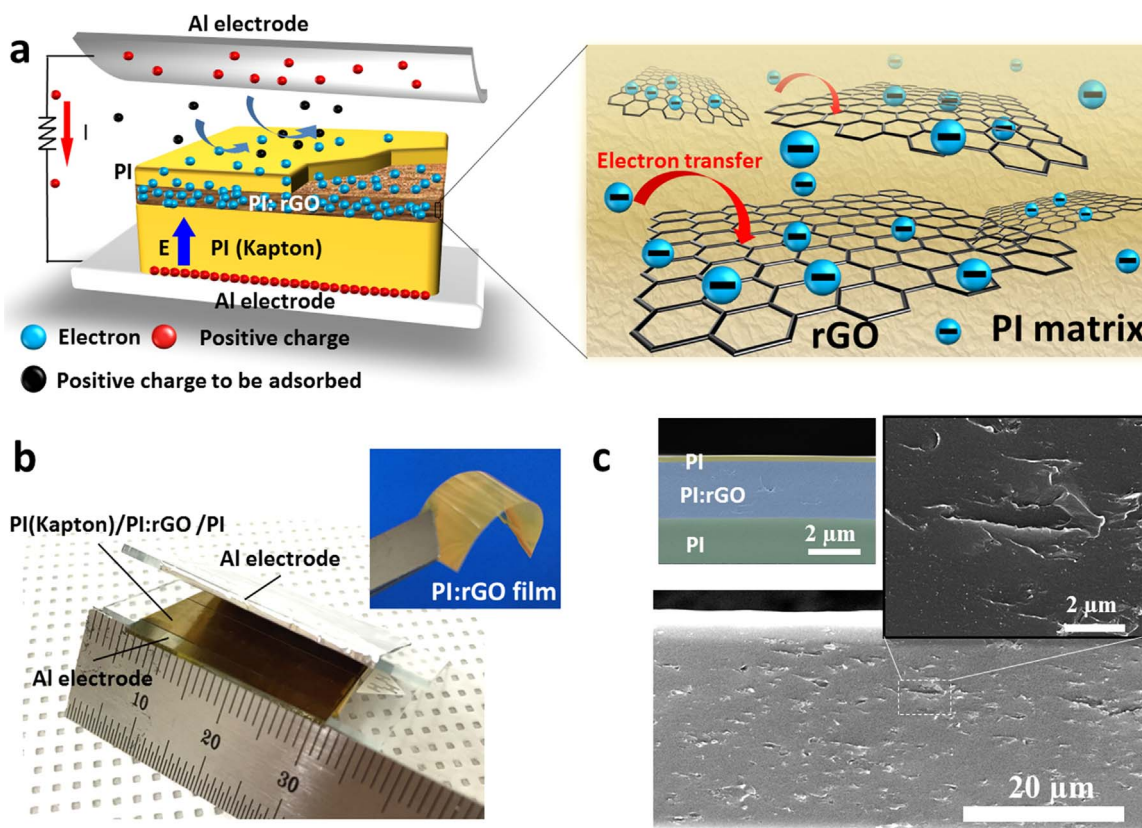 a
Al electrode
I
PI
PI: rGO
E
PI (Kapton)
Al electrode
Electron
Positive charge
Positive charge to be adsorbed
Electron transfer
rGO
PI matrix
b
PI(Kapton)/PI:rGO /PI
Al electrode
Al electrode
PI:rGO film
10
20
30
c
PI
PI:rGO
PI
2 µm
2 µm
20 µm